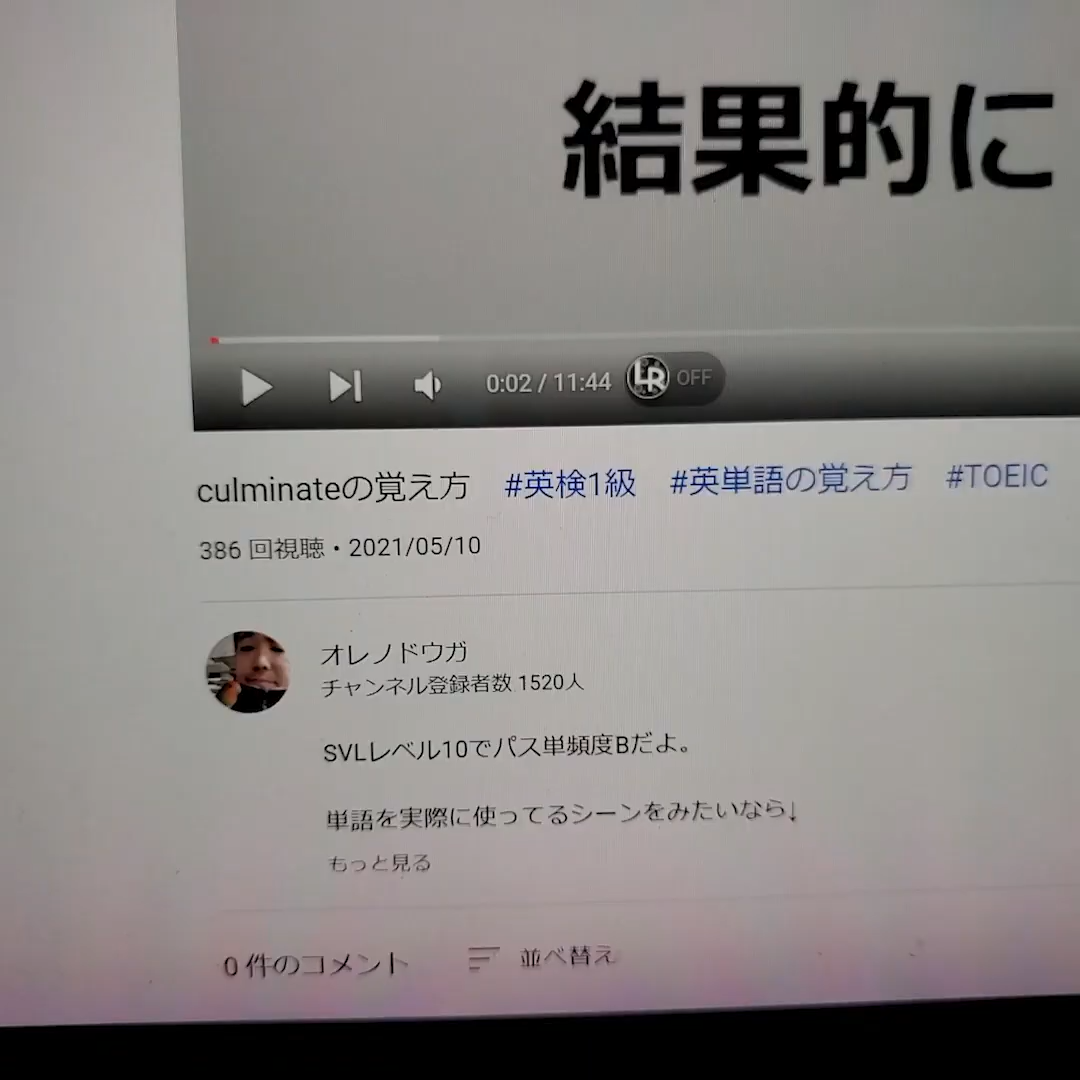 結果的に
0:02 / 11:44 LR OFF
culminateの覚え方 #英検1級 #英単語の覚え方 #TOEIC
386 回視聴・2021/05/10
オレノドウガ
チャンネル登録者数 1520人
SVLレベル10でパス単頻度Bだよ。
単語を実際に使ってるシーンをみたいなら↓
もっと見る
0 件のコメント 並べ替え